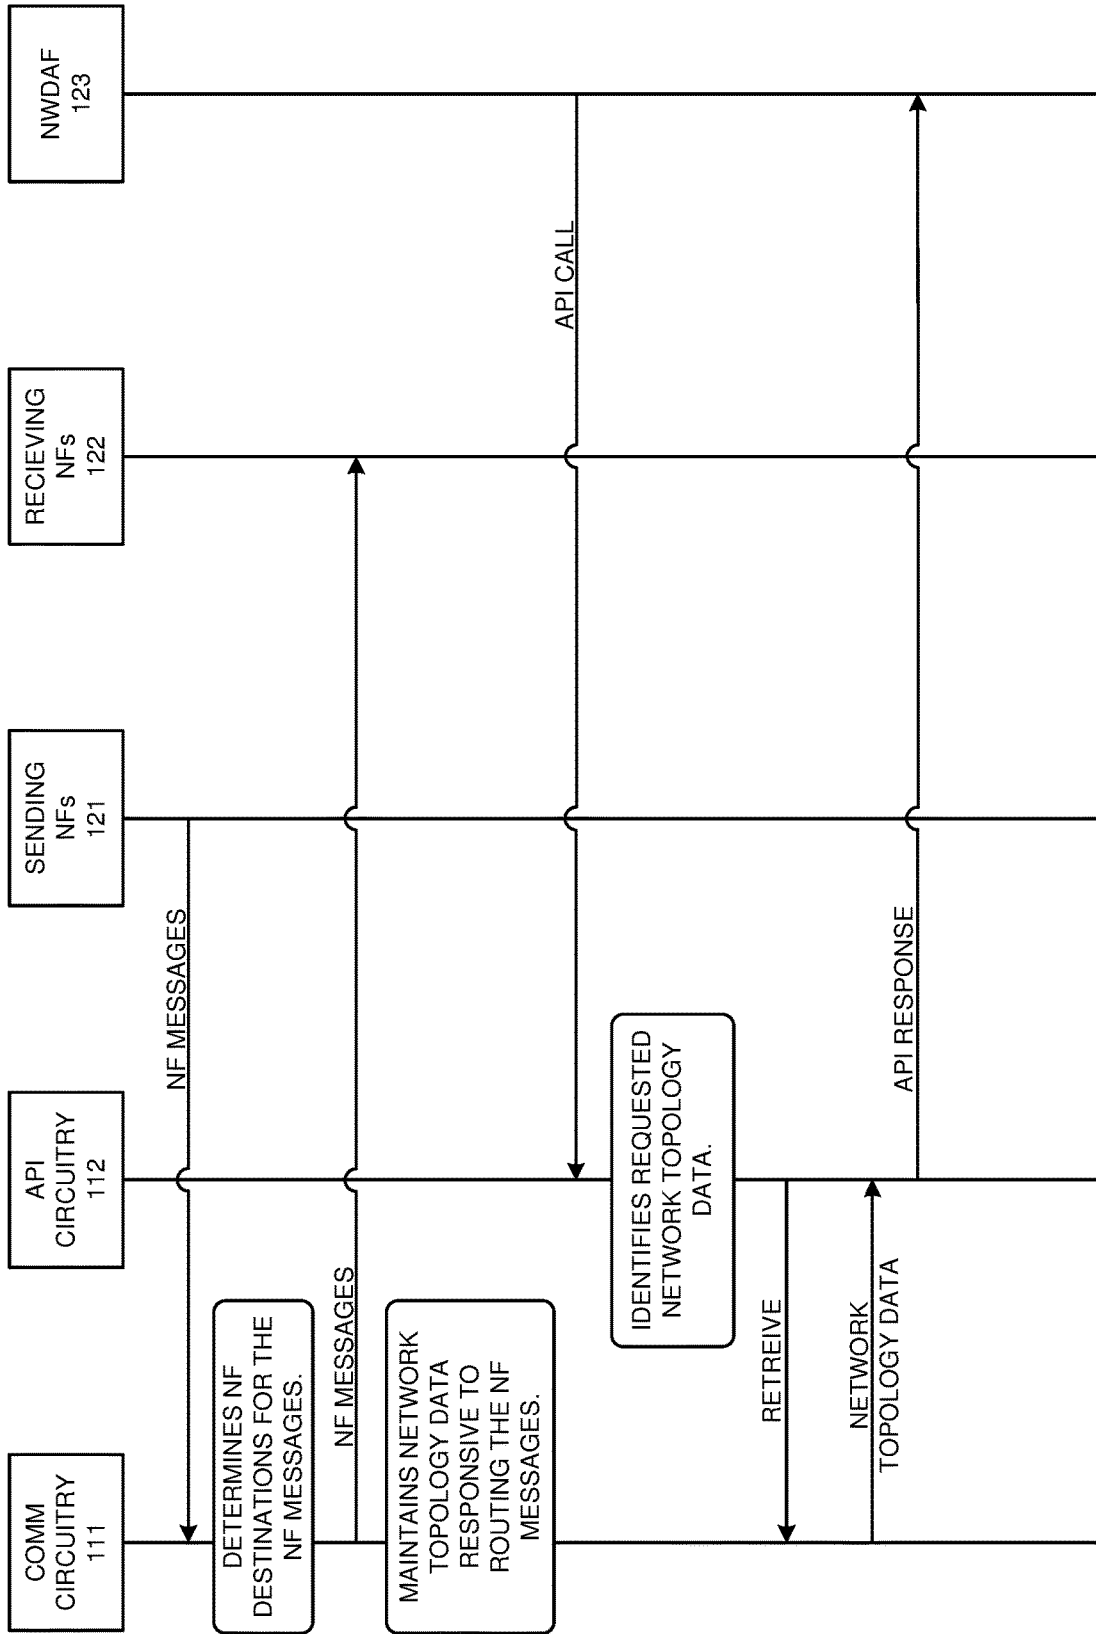 COMM
CIRCUITRY
111
API
CIRCUITRY
112
SENDING
NFs
121
RECIEVING
NFs
122
NWDAF
123
NF MESSAGES
DETERMINES NF
DESTINATIONS FOR THE
NF MESSAGES.
NF MESSAGES
MAINTAINS NETWORK
TOPOLOGY DATA
RESPONSIVE TO
ROUTING THE NF
MESSAGES.
API CALL
IDENTIFIES REQUESTED
NETWORK TOPOLOGY
DATA.
RETREIVE
NETWORK
TOPOLOGY DATA
API RESPONSE